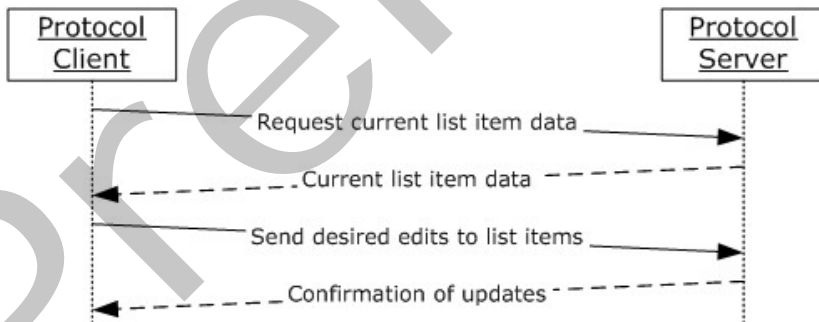 Protocol
Client
Protocol
Server
Request current list item data
Current list item data
Send desired edits to list items
Confirmation of updates